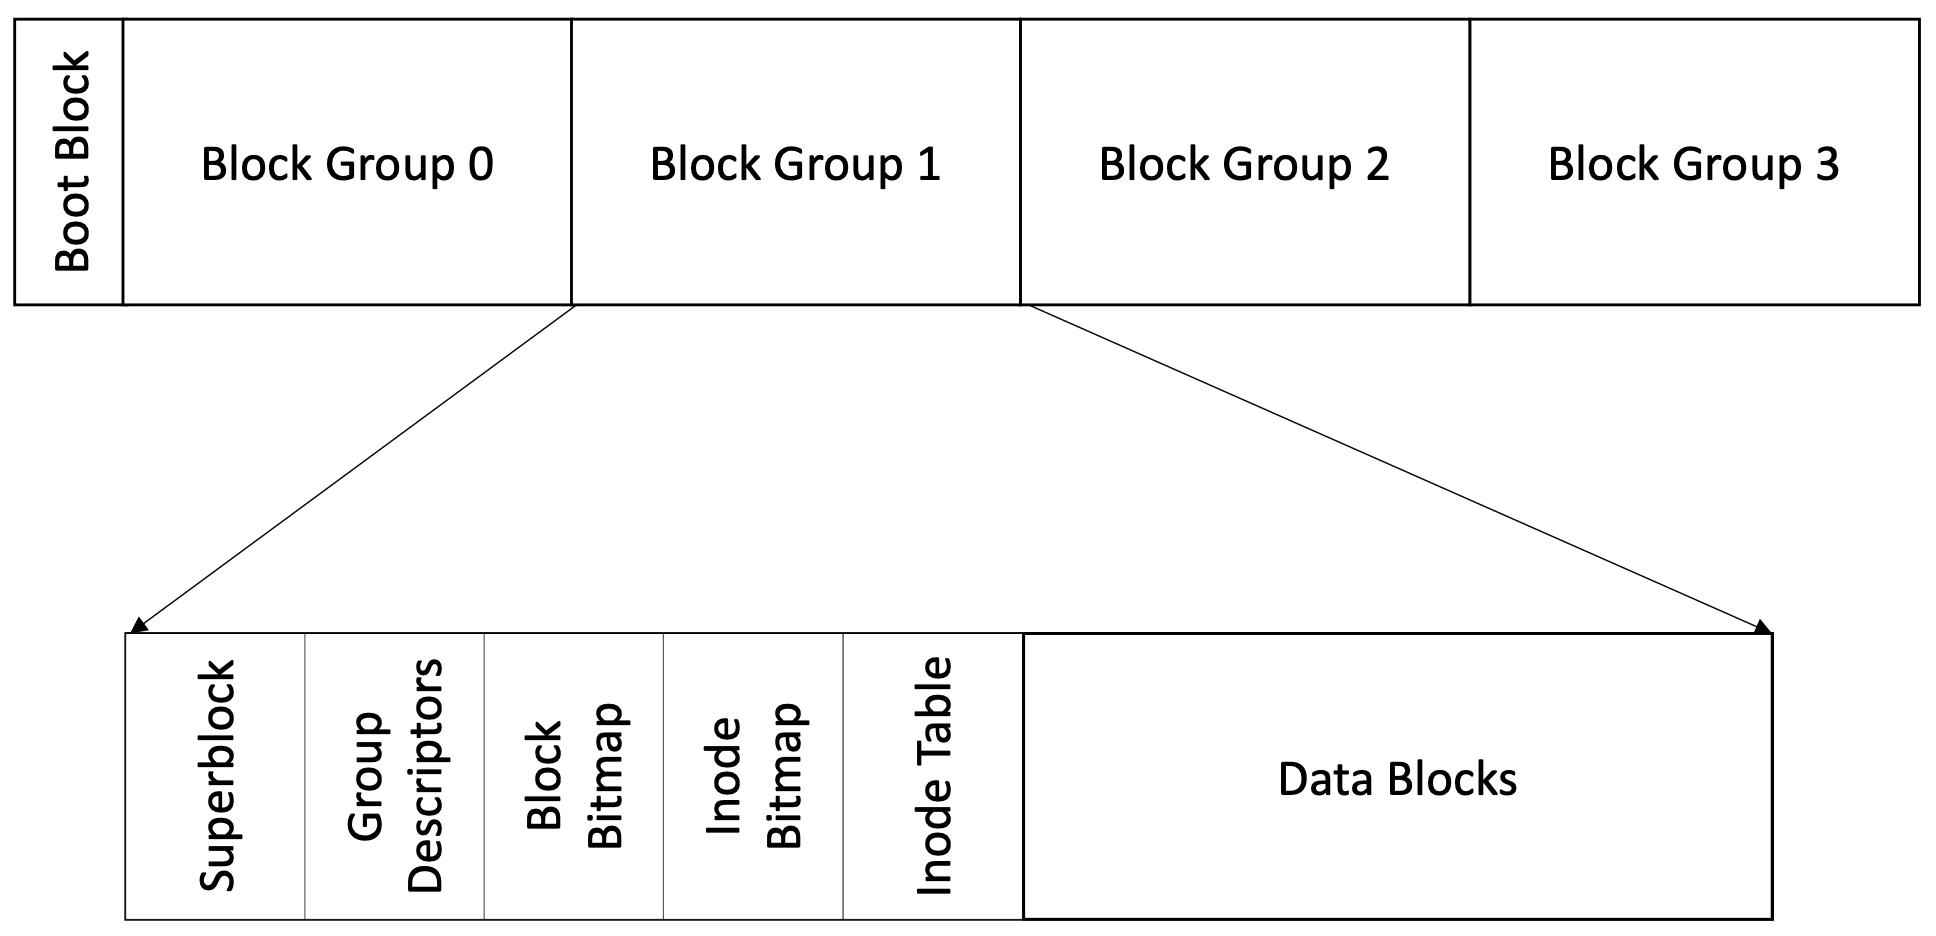 Boot Block
Block Group 0
Block Group 1
Block Group 2
Block Group 3
Superblock
Group
Descriptors
Block
Bitmap
Inode
Bitmap
Inode Table
Data Blocks